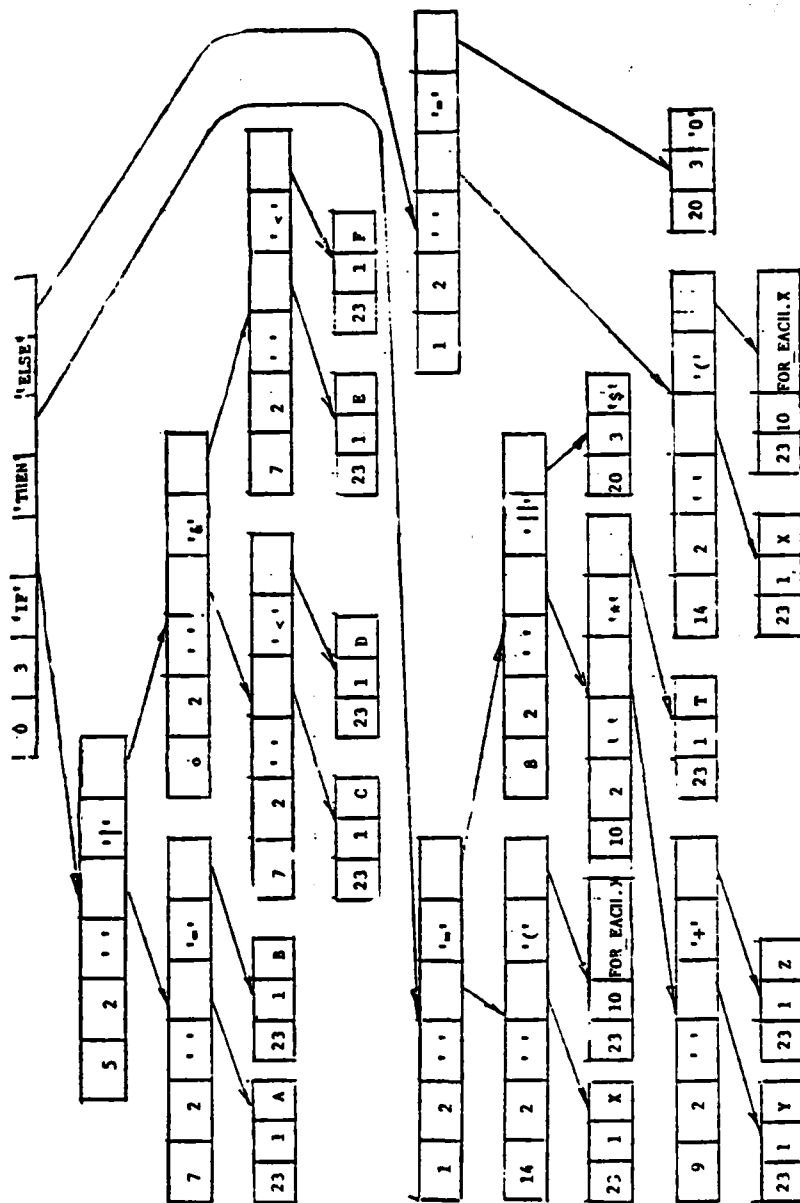 0 3 'IF' 'THEN' 'ELSE'
5 2 ' ' '|'
7 2 ' ' '='
6 2 ' ' '&'
23 1 A
23 1 B
7 2 ' ' '<'
7 2 ' ' '<'
23 1 C
23 1 D
23 1 E
23 1 F
1 2 ' ' '='
1 2 ' ' '='
14 2 ' ' '('
8 2 ' ' '||'
23 1 X
23 10 FOR_EACH.X
10 2 ' ' '*'
20 3 '$'
9 2 ' ' '+'
23 1 T
23 1 Y
23 1 Z
14 2 ' ' '('
20 3 '0'
23 1 X
23 10 FOR_EACH.X